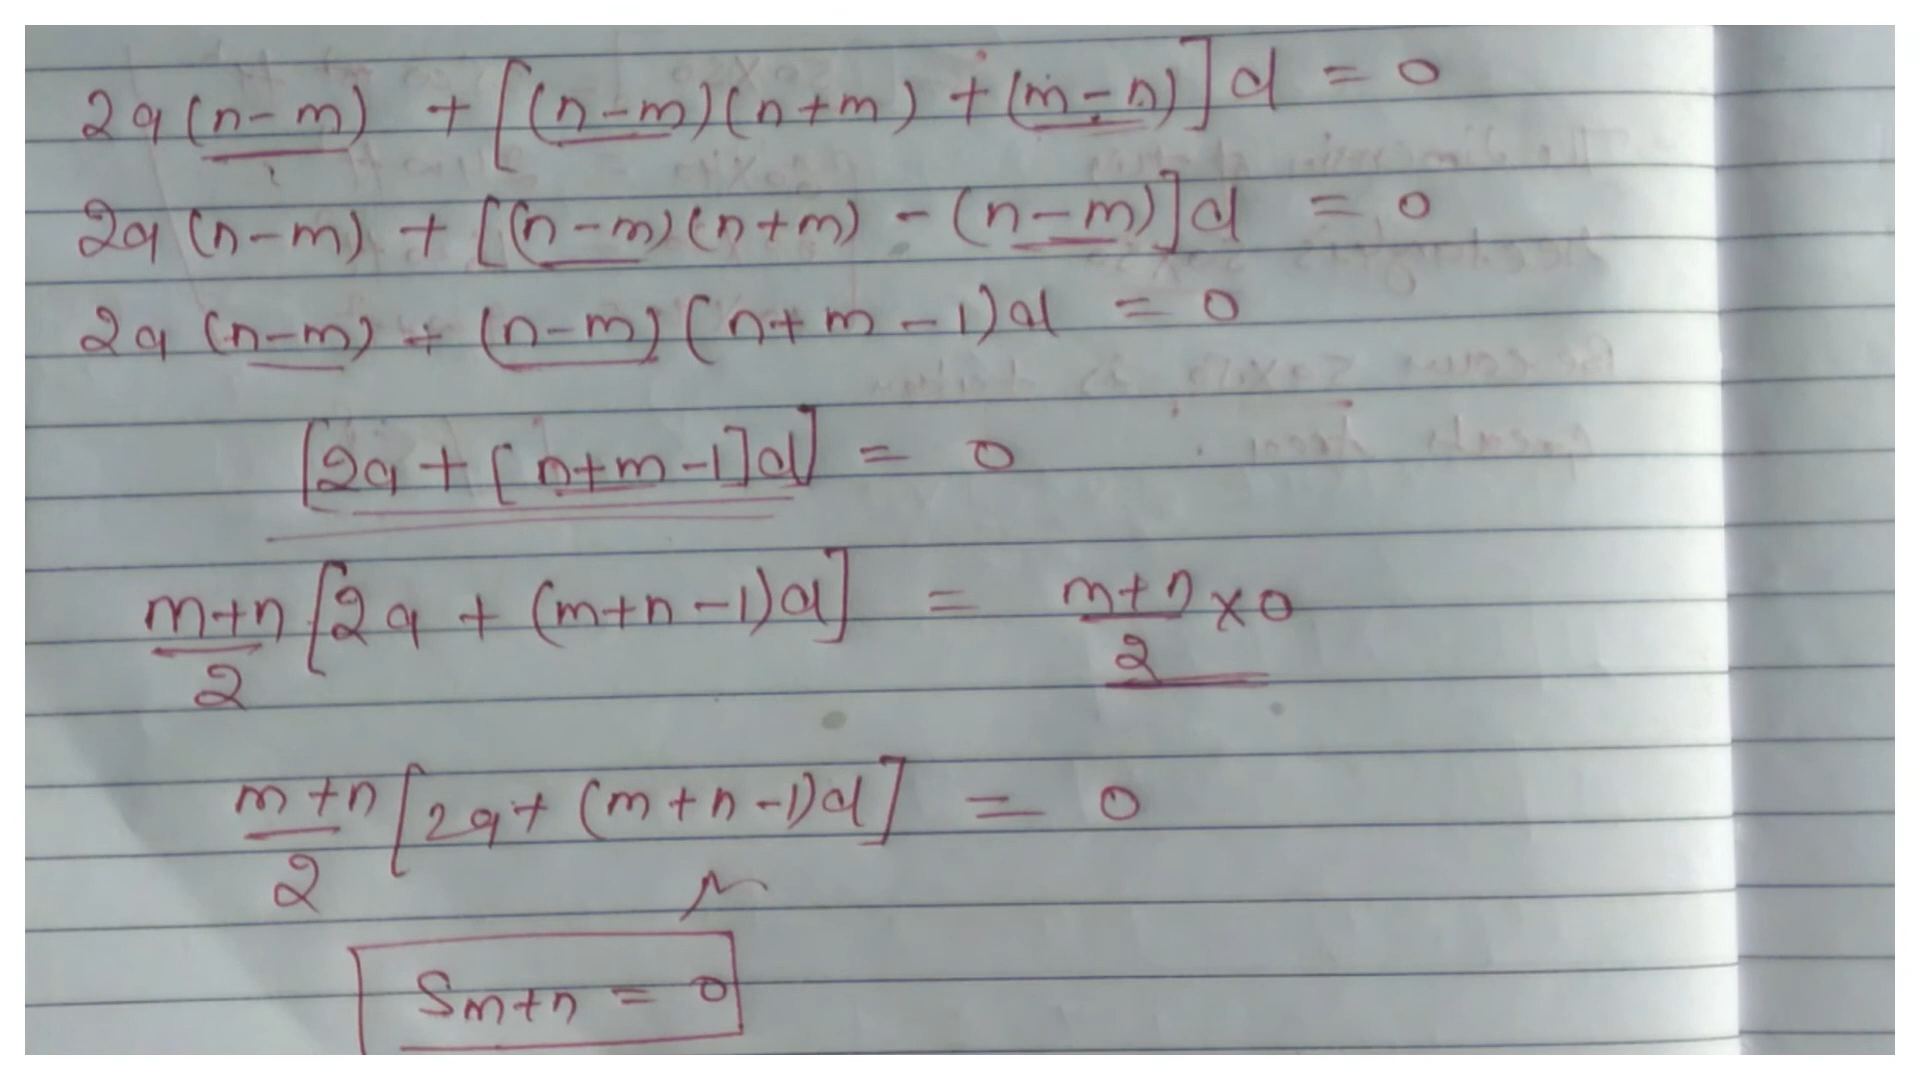 2a(n-m) + [(n-m)(n+m) + (m-n)]d = 0
2a(n-m) + [(n-m)(n+m) - (n-m)]d = 0
2a(n-m) + (n-m)(n+m-1)d = 0
[2a + [n+m-1]d] = 0
m+n/2 [2a + (m+n-1)d] = m+n/2 × 0
m+n/2 [2a + (m+n-1)d] = 0
Sm+n = 0